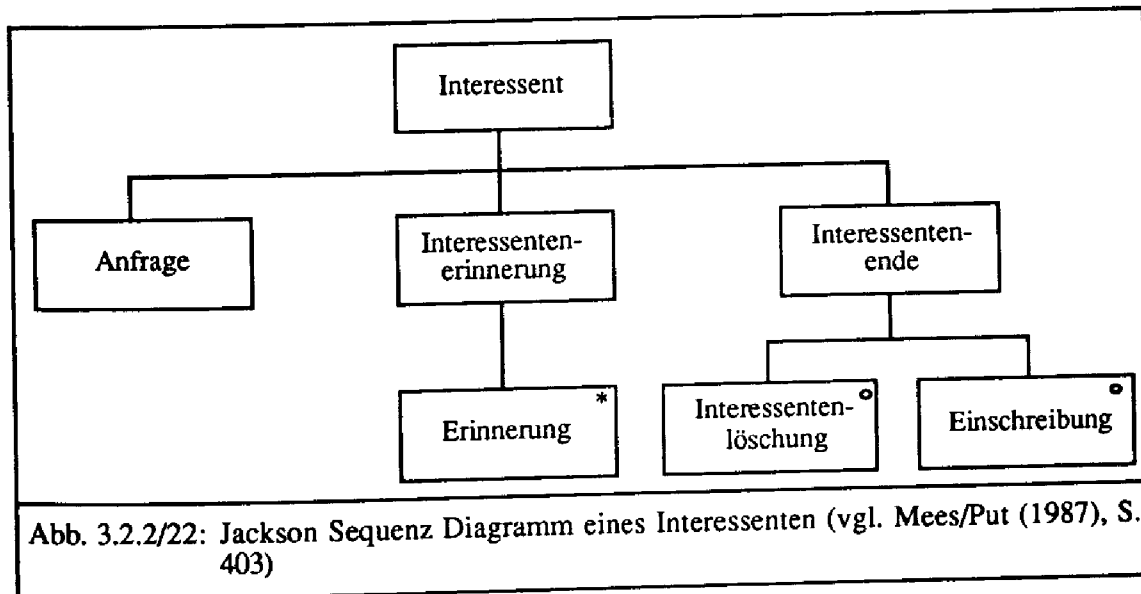 Interessent
Anfrage
Interessenten-
erinnerung
Interessenten-
ende
Erinnerung
*
Interessenten-
löschung
o
Einschreibung
o
Abb. 3.2.2/22: Jackson Sequenz Diagramm eines Interessenten (vgl. Mees/Put (1987), S.
403)